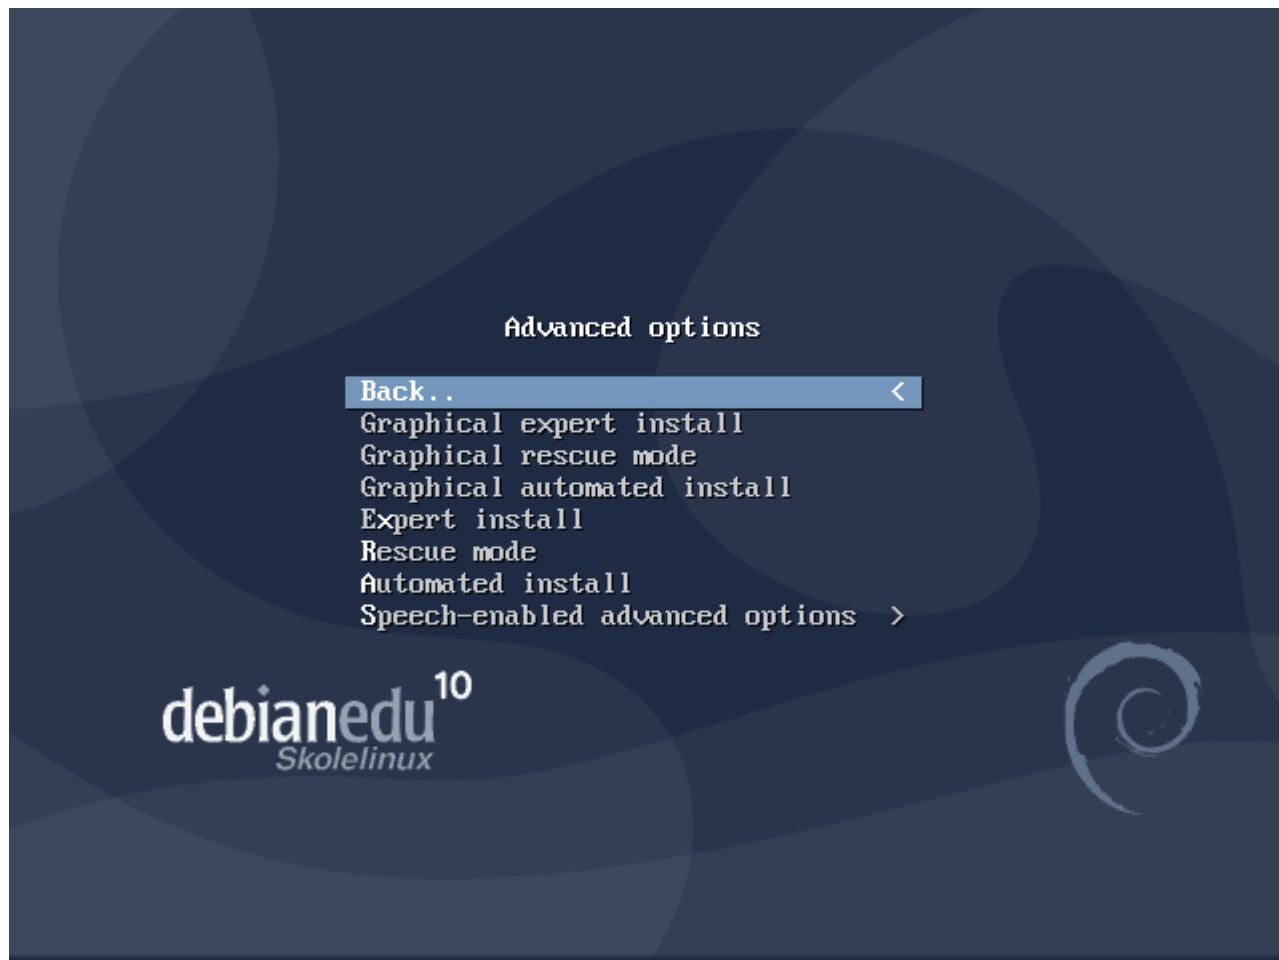 Advanced options
Back.. <
Graphical expert install
Graphical rescue mode
Graphical automated install
Expert install
Rescue mode
Automated install
Speech-enabled advanced options >
debianedu 10
Skolelinux